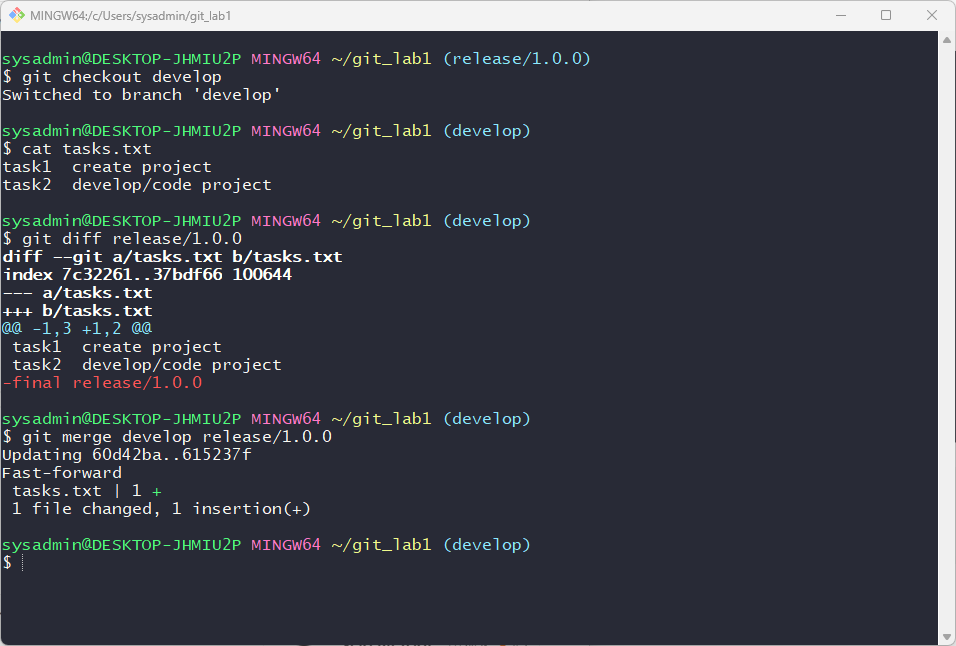 MINGW64:/c/Users/sysadmin/git_lab1
sysadmin@DESKTOP-JHMIU2P MINGW64 ~/git_lab1 (release/1.0.0)
$ git checkout develop
Switched to branch 'develop'
sysadmin@DESKTOP-JHMIU2P MINGW64 ~/git_lab1 (develop)
$ cat tasks.txt
task1  create project
task2  develop/code project
sysadmin@DESKTOP-JHMIU2P MINGW64 ~/git_lab1 (develop)
$ git diff release/1.0.0
diff --git a/tasks.txt b/tasks.txt
index 7c32261..37bdf66 100644
--- a/tasks.txt
+++ b/tasks.txt
@@ -1,3 +1,2 @@
 task1  create project
 task2  develop/code project
-final release/1.0.0
sysadmin@DESKTOP-JHMIU2P MINGW64 ~/git_lab1 (develop)
$ git merge develop release/1.0.0
Updating 60d42ba..615237f
Fast-forward
 tasks.txt | 1 +
 1 file changed, 1 insertion(+)
sysadmin@DESKTOP-JHMIU2P MINGW64 ~/git_lab1 (develop)
$